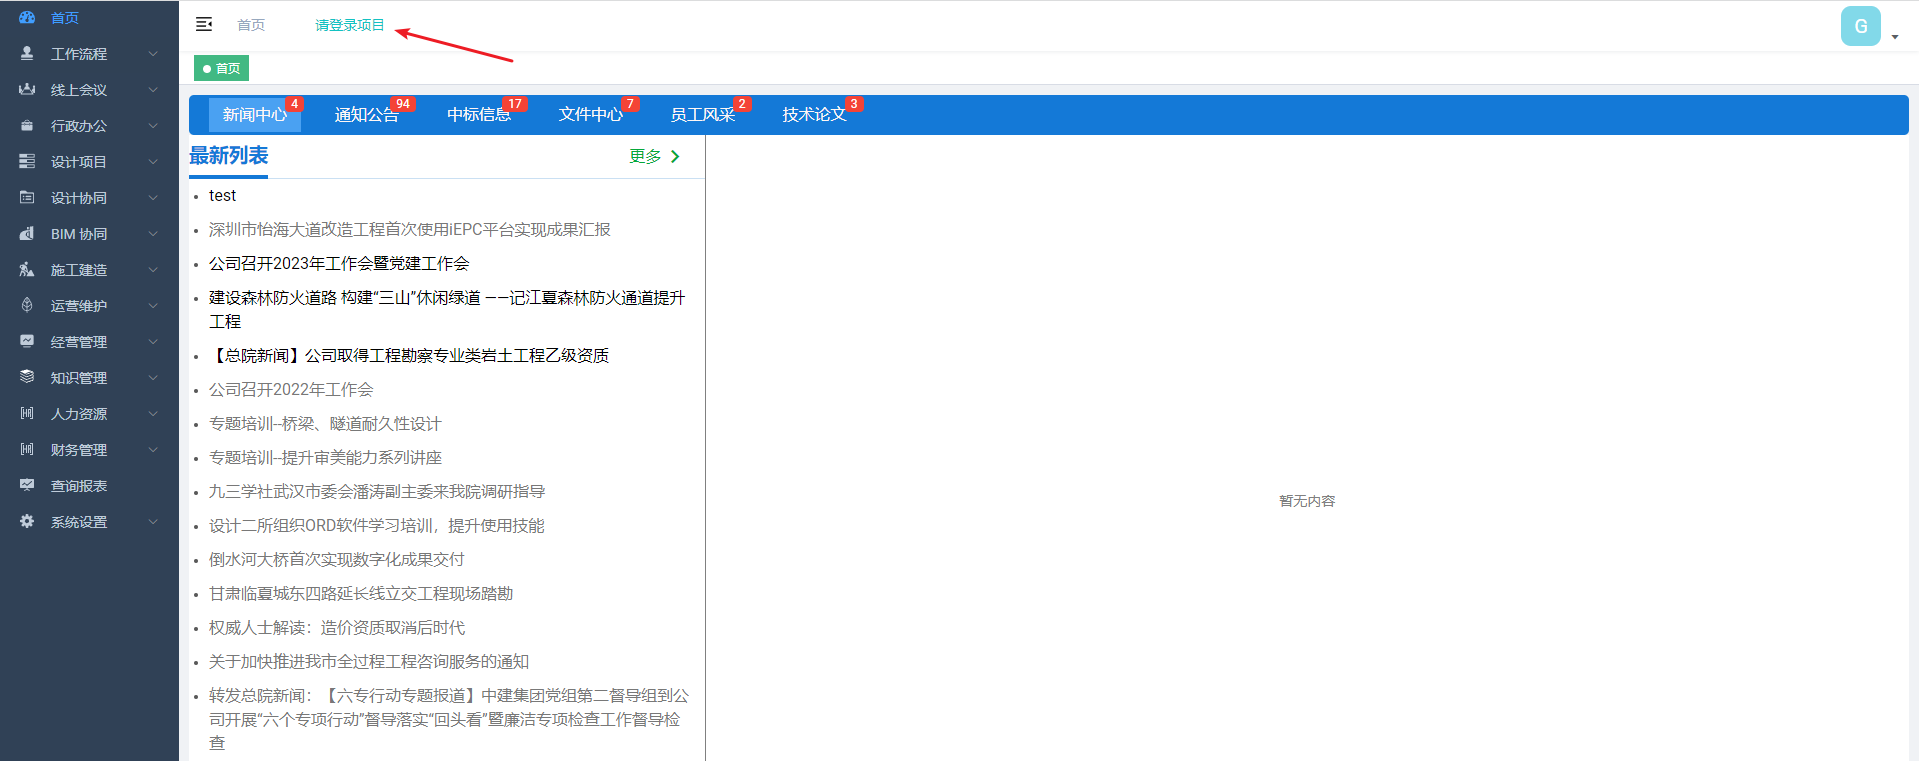 首页
工作流程
线上会议
行政办公
设计项目
设计协同
BIM 协同
施工建造
运营维护
经营管理
知识管理
人力资源
财务管理
查询报表
系统设置
首页 请登录项目
G
首页
新闻中心 4 通知公告 94 中标信息 17 文件中心 7 员工风采 2 技术论文 3
最新列表 更多
test
深圳市怡海大道改造工程首次使用iEPC平台实现成果汇报
公司召开2023年工作会暨党建工作会
建设森林防火道路 构建“三山”休闲绿道 ——记江夏森林防火通道提升
工程
【总院新闻】公司取得工程勘察专业类岩土工程乙级资质
公司召开2022年工作会
专题培训--桥梁、隧道耐久性设计
专题培训--提升审美能力系列讲座
九三学社武汉市委会潘涛副主委来我院调研指导
设计二所组织ORD软件学习培训，提升使用技能
倒水河大桥首次实现数字化成果交付
甘肃临夏城东四路延长线立交工程现场踏勘
权威人士解读：造价资质取消后时代
关于加快推进我市全过程工程咨询服务的通知
转发总院新闻：【六专行动专题报道】中建集团党组第二督导组到公
司开展“六个专项行动”督导落实“回头看”暨廉洁专项检查工作督导检
查
暂无内容